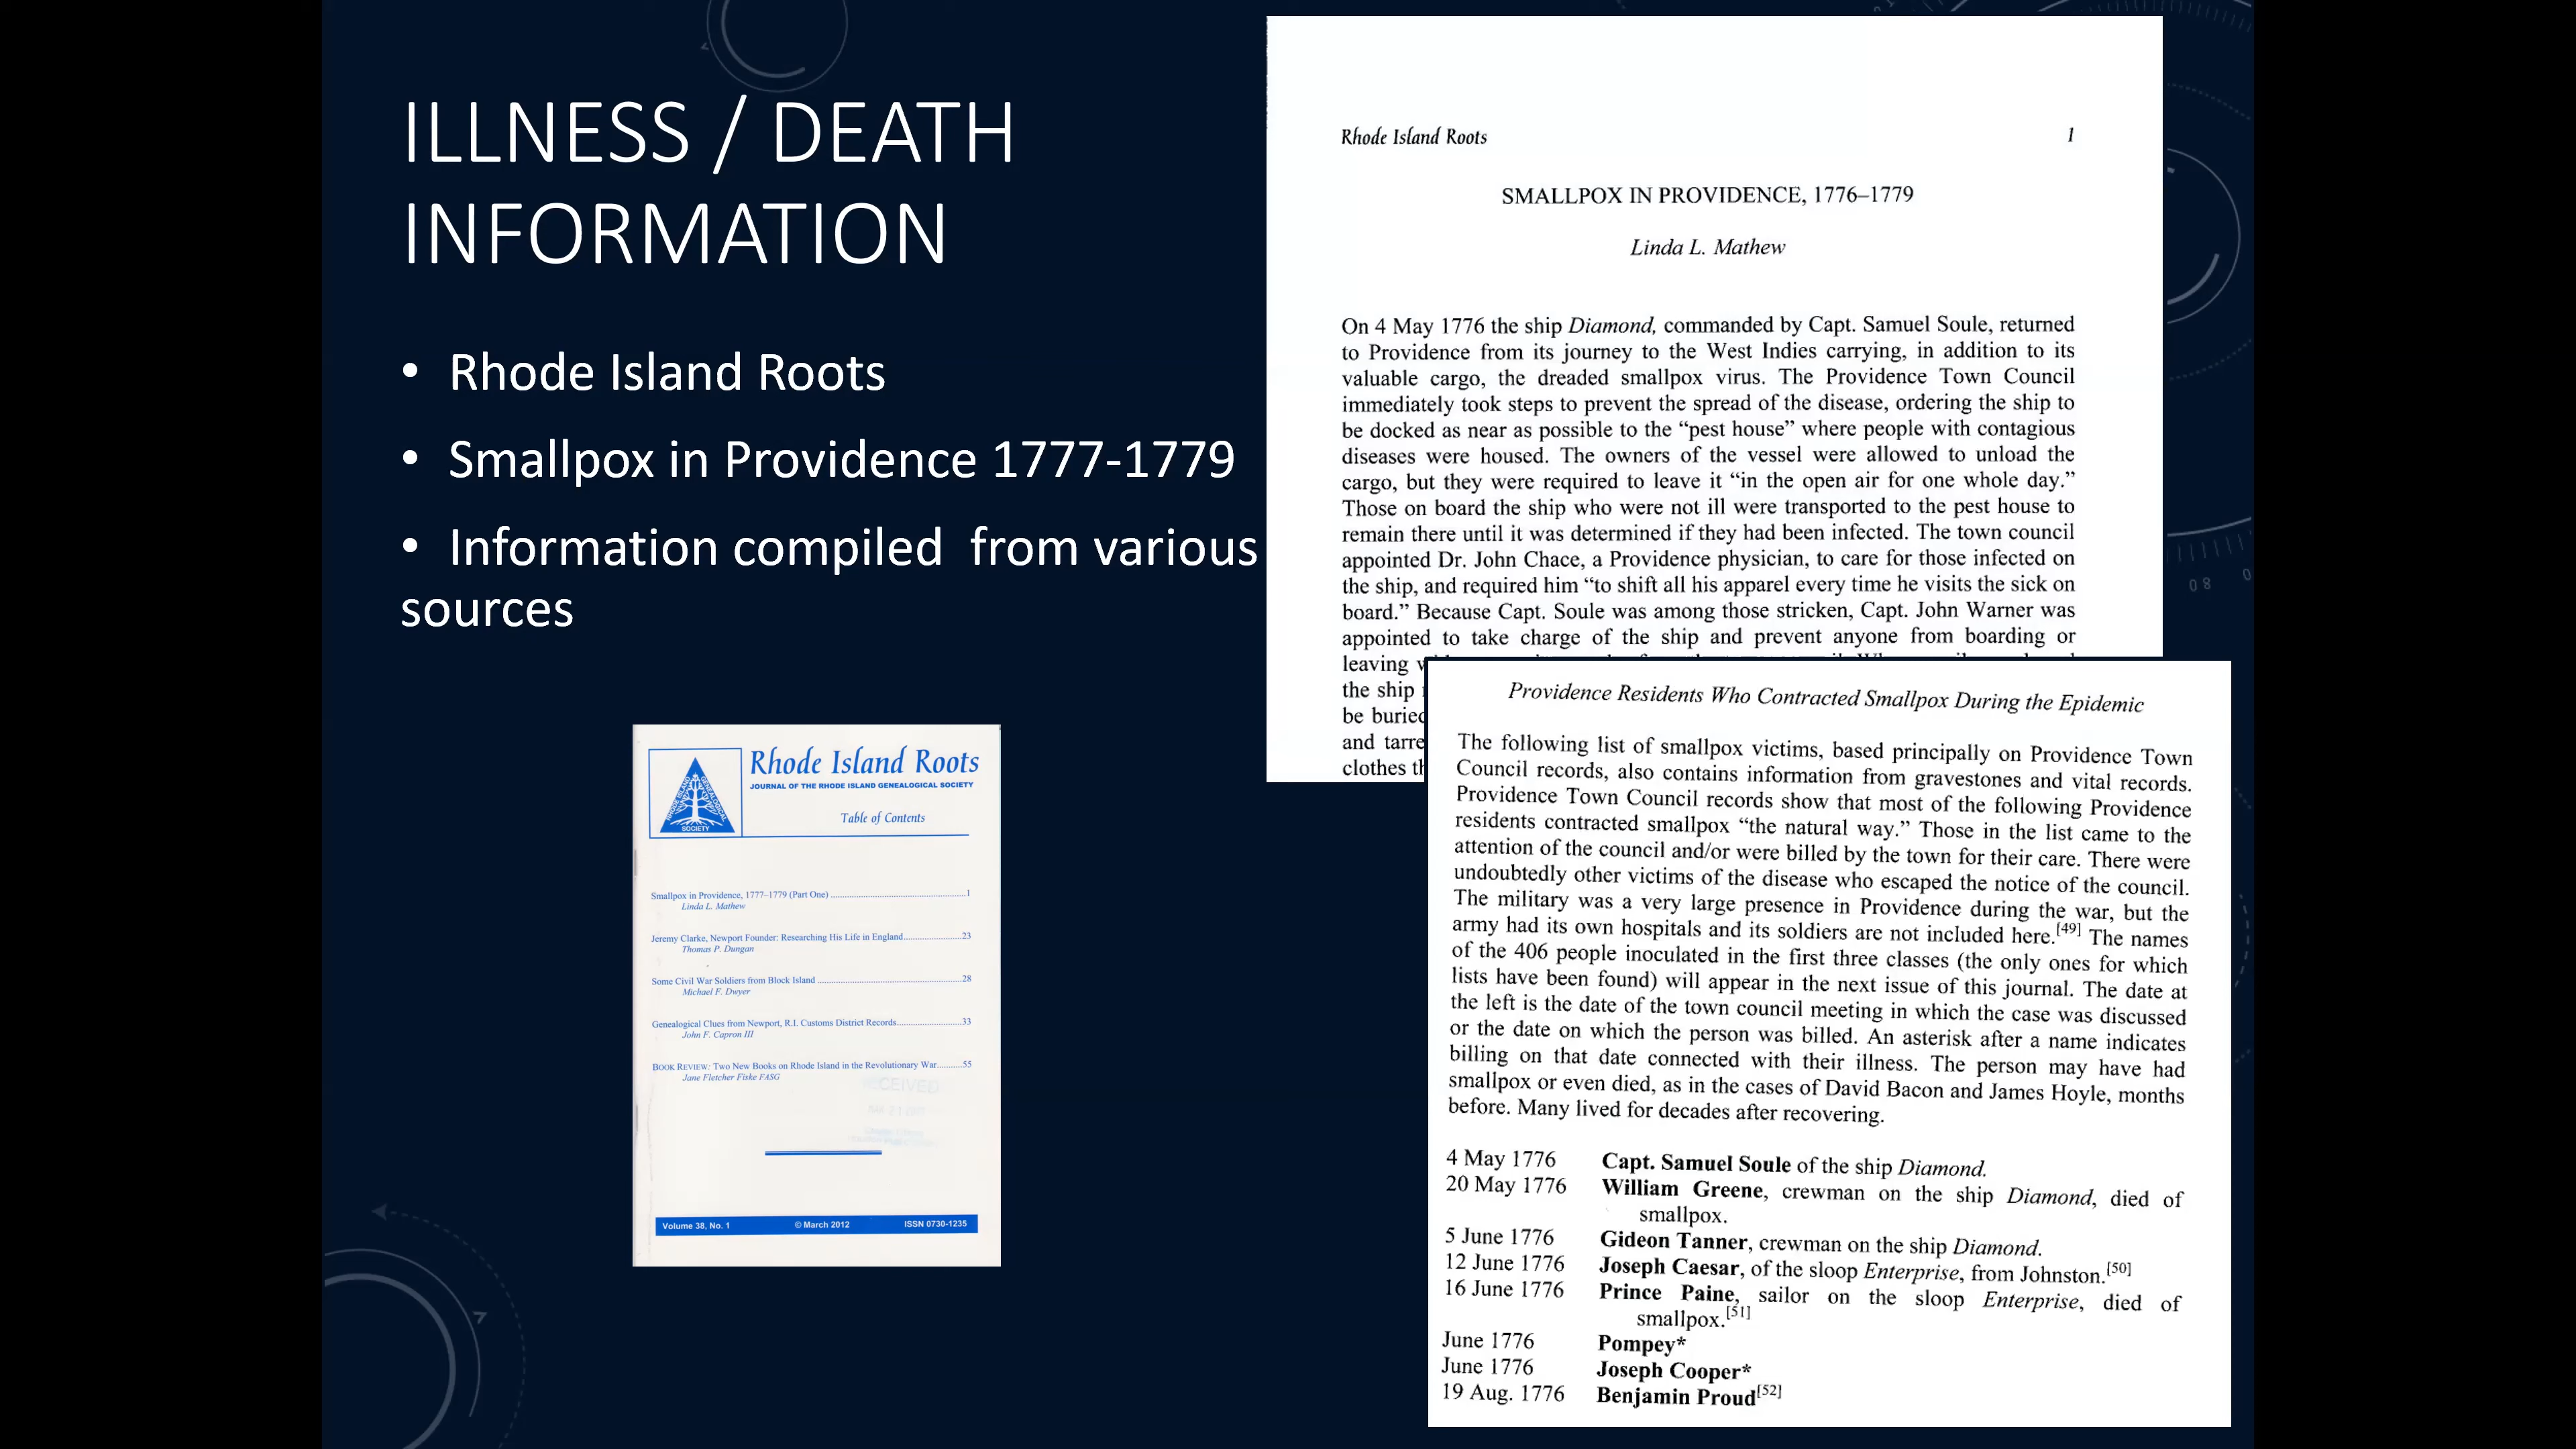 ILLNESS / DEATH
INFORMATION
• Rhode Island Roots
• Smallpox in Providence 1777-1779
• Information compiled from various
sources
Rhode Island Roots 1
SMALLPOX IN PROVIDENCE, 1776–1779
Linda L. Mathew
On 4 May 1776 the ship Diamond, commanded by Capt. Samuel Soule, returned
to Providence from its journey to the West Indies carrying, in addition to its
valuable cargo, the dreaded smallpox virus. The Providence Town Council
immediately took steps to prevent the spread of the disease, ordering the ship to
be docked as near as possible to the “pest house” where people with contagious
diseases were housed. The owners of the vessel were allowed to unload the
cargo, but they were required to leave it “in the open air for one whole day.”
Those on board the ship who were not ill were transported to the pest house to
remain there until it was determined if they had been infected. The town council
appointed Dr. John Chace, a Providence physician, to care for those infected on
the ship, and required him “to shift all his apparel every time he visits the sick on
board.” Because Capt. Soule was among those stricken, Capt. John Warner was
appointed to take charge of the ship and prevent anyone from boarding or
leaving
the ship
be buried
and tarre
clothes
Providence Residents Who Contracted Smallpox During the Epidemic
The following list of smallpox victims, based principally on Providence Town
Council records, also contains information from gravestones and vital records.
Providence Town Council records show that most of the following Providence
residents contracted smallpox “the natural way.” Those in the list came to the
attention of the council and/or were billed by the town for their care. There were
undoubtedly other victims of the disease who escaped the notice of the council.
The military was a very large presence in Providence during the war, but the
army had its own hospitals and its soldiers are not included here.[49] The names
of the 406 people inoculated in the first three classes (the only ones for which
lists have been found) will appear in the next issue of this journal. The date at
the left is the date of the town council meeting in which the case was discussed
or the date on which the person was billed. An asterisk after a name indicates
billing on that date connected with their illness. The person may have had
smallpox or even died, as in the cases of David Bacon and James Hoyle, months
before. Many lived for decades after recovering.
4 May 1776 Capt. Samuel Soule of the ship Diamond.
20 May 1776 William Greene, crewman on the ship Diamond, died of
smallpox.
5 June 1776 Gideon Tanner, crewman on the ship Diamond.
12 June 1776 Joseph Caesar, of the sloop Enterprise, from Johnston.[50]
16 June 1776 Prince Paine, sailor on the sloop Enterprise, died of
smallpox.[51]
June 1776 Pompey*
June 1776 Joseph Cooper*
19 Aug. 1776 Benjamin Proud[52]
RHODE ISLAND GENEALOGICAL SOCIETY
Rhode Island Roots
JOURNAL OF THE RHODE ISLAND GENEALOGICAL SOCIETY
Table of Contents
Smallpox in Providence, 1777–1779 (Part One) ........ 1
Linda L. Mathew
Jeremy Clarke, Newport Founder: Researching His Life in England........ 23
Thomas P. Dungan
Some Civil War Soldiers from Block Island ........ 28
Michael F. Dwyer
Genealogical Clues from Newport, R.I. Customs District Records........ 33
John F. Capron III
BOOK REVIEW: Two New Books on Rhode Island in the Revolutionary War........ 55
Jane Fletcher Fiske FASG
Volume 38, No. 1 © March 2012 ISSN 0730-1235
80